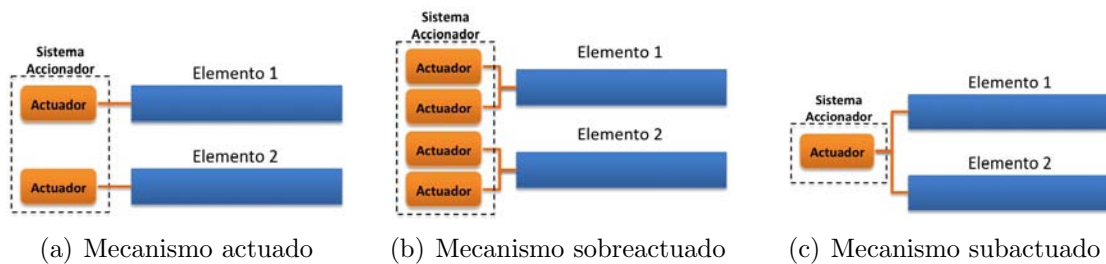 Sistema
Accionador
Elemento 1
Actuador
Elemento 2
Actuador
(a) Mecanismo actuado
Sistema
Accionador
Elemento 1
Actuador
Actuador
Elemento 2
Actuador
Actuador
(b) Mecanismo sobreactuado
Sistema
Accionador
Elemento 1
Actuador
Elemento 2
(c) Mecanismo subactuado